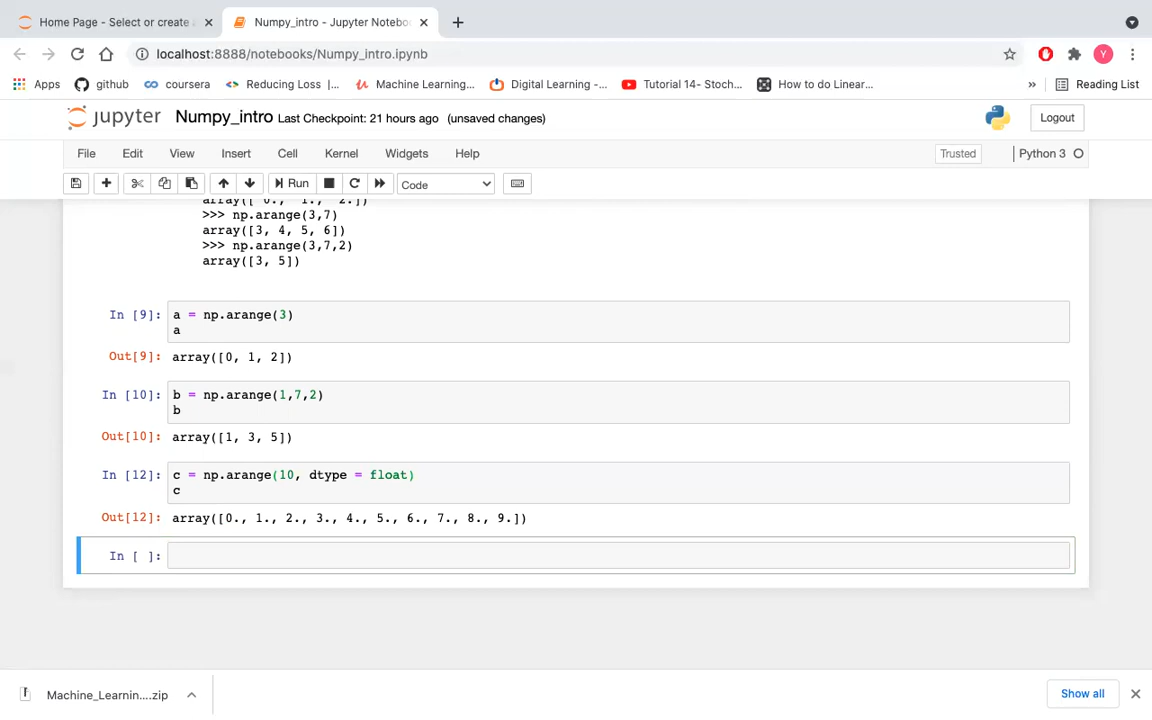 Home Page - Select or create a
Numpy_intro - Jupyter Notebo
localhost:8888/notebooks/Numpy_intro.ipynb
Y
Apps github coursera Reducing Loss |... Machine Learning... Digital Learning -... Tutorial 14- Stoch... How to do Linear... » Reading List
jupyter Numpy_intro Last Checkpoint: 21 hours ago (unsaved changes) Logout
File Edit View Insert Cell Kernel Widgets Help Trusted Python 3
Run Code
array([ 0., 1., 2.])
>>> np.arange(3,7)
array([3, 4, 5, 6])
>>> np.arange(3,7,2)
array([3, 5])
In [9]: a = np.arange(3)
a
Out[9]: array([0, 1, 2])
In [10]: b = np.arange(1,7,2)
b
Out[10]: array([1, 3, 5])
In [12]: c = np.arange(10, dtype = float)
c
Out[12]: array([0., 1., 2., 3., 4., 5., 6., 7., 8., 9.])
In [ ]:
Machine_Learnin....zip Show all